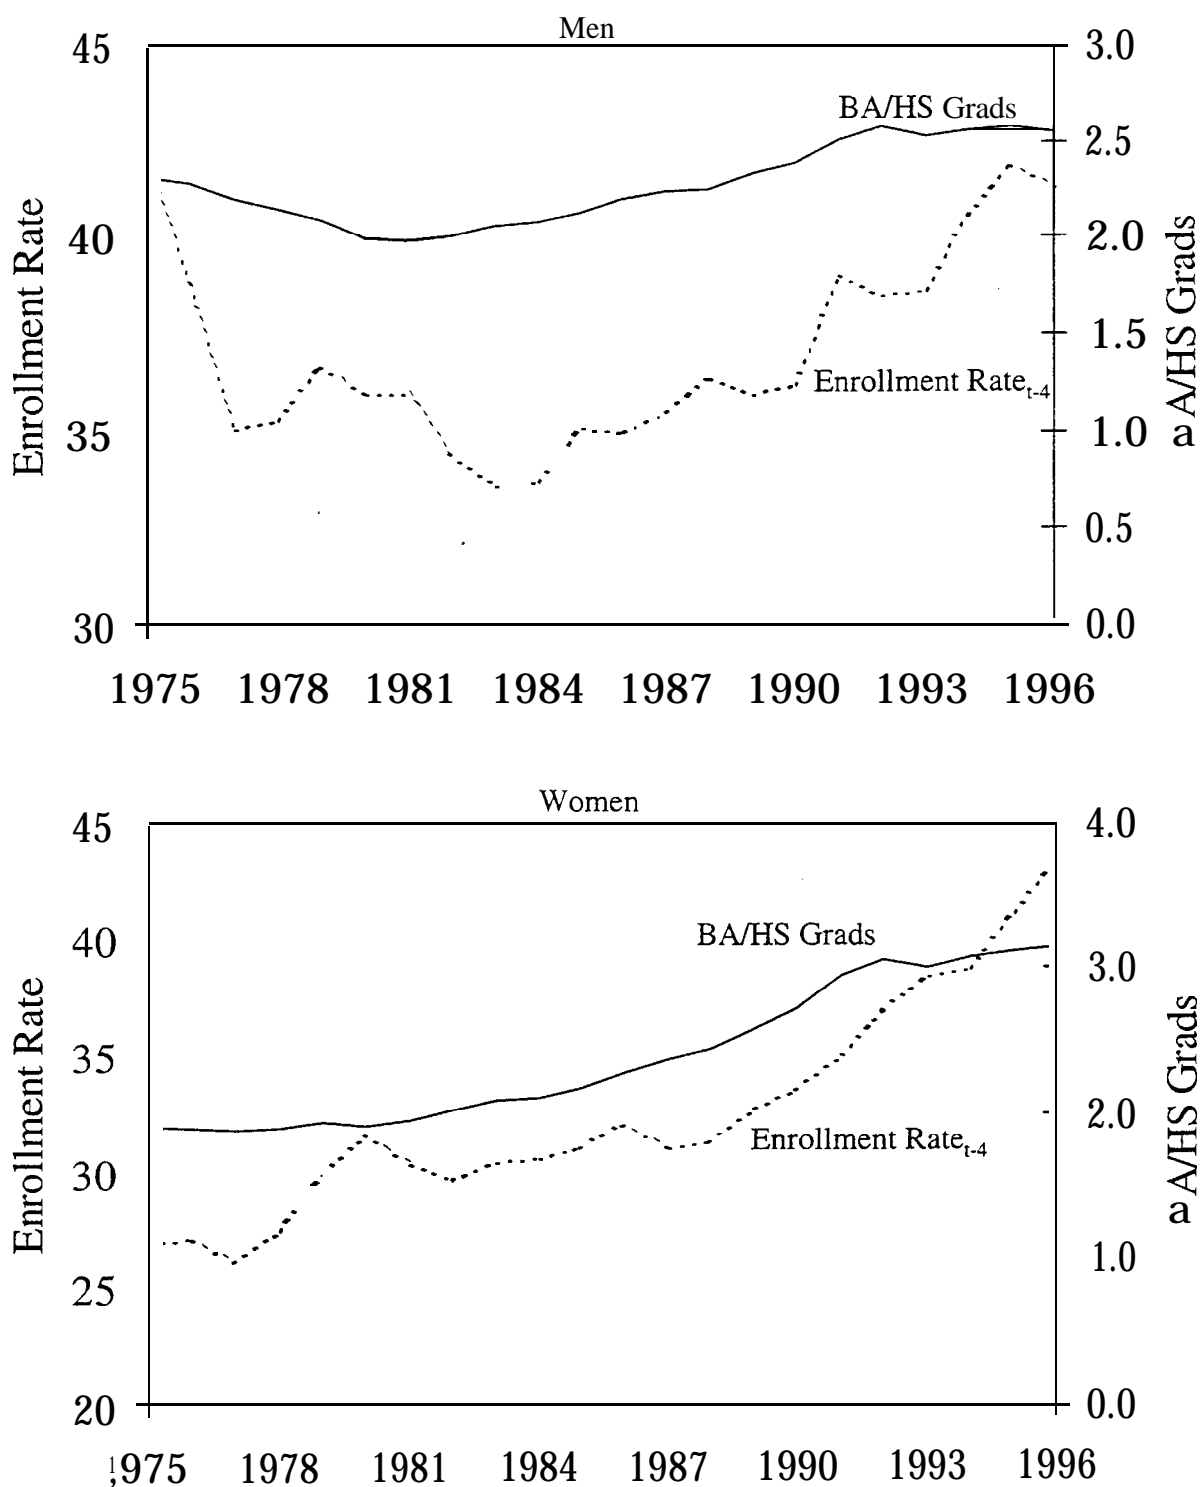 Men
45
40
35
30
Enrollment Rate
BA/HS Grads
Enrollment Rate t-4
3.0
2.5
2.0
1.5
1.0
0.5
0.0
a A/HS Grads
1975 1978 1981 1984 1987 1990 1993 1996
Women
45
40
35
30
25
20
Enrollment Rate
BA/HS Grads
Enrollment Rate t-4
4.0
3.0
2.0
1.0
0.0
a A/HS Grads
;975 1978 1981 1984 1987 1990 1993 1996